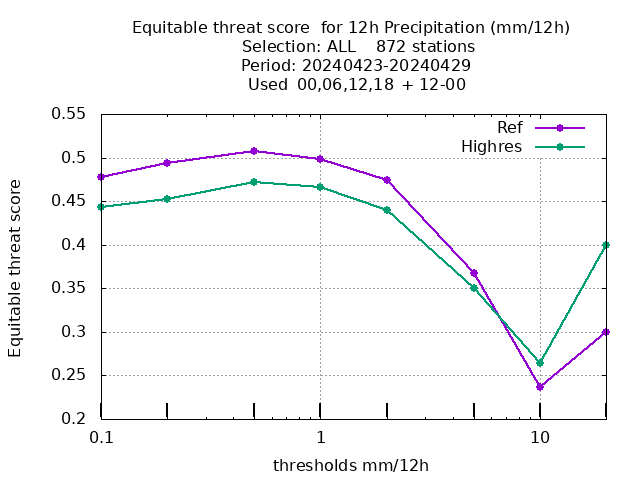 Equitable threat score  for 12h Precipitation (mm/12h)
Selection: ALL    872 stations
Period: 20240423-20240429
Used  00,06,12,18  + 12-00
Ref
Highres
0.55
0.5
0.45
0.4
0.35
0.3
0.25
0.2
Equitable threat score
0.1
1
10
thresholds mm/12h